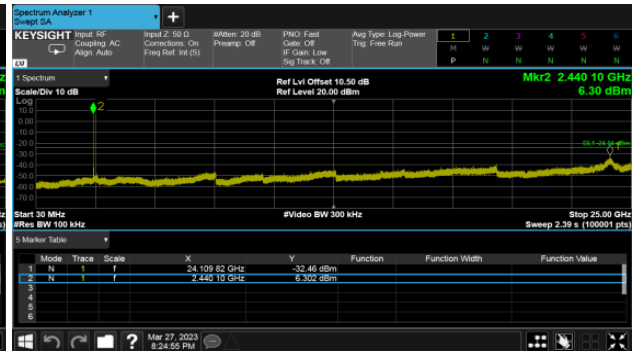 Spectrum Analyzer 1
Swept SA
+
KEYSIGHT Input: RF Input Z: 50 Ω #Atten: 20 dB PNO: Fast Avg Type: Log-Power 1 2 3 4 5 6
Coupling: AC Corrections: On Preamp: Off Gate: Off Trig: Free Run M W W W W W
Align: Auto Freq Ref: Int (S) IF Gain: Low P N N N N N
Sig Track: Off
LXI
1 Spectrum
Scale/Div 10 dB
Ref Lvl Offset 10.50 dB
Ref Level 20.00 dBm
Mkr2 2.440 10 GHz
6.30 dBm
Log
10.0
0.00
-10.0
-20.0
-30.0
-40.0
-50.0
-60.0
-70.0
2
1
Start 30 MHz #Video BW 300 kHz Stop 25.00 GHz
#Res BW 100 kHz Sweep 2.39 s (100001 pts)
5 Marker Table
Mode Trace Scale X Y Function Function Width Function Value
1 N 1 f 24.109 82 GHz -32.46 dBm
2 N 1 f 2.440 10 GHz 6.302 dBm
3
4
5
6
?
Mar 27, 2023
8:24:55 PM